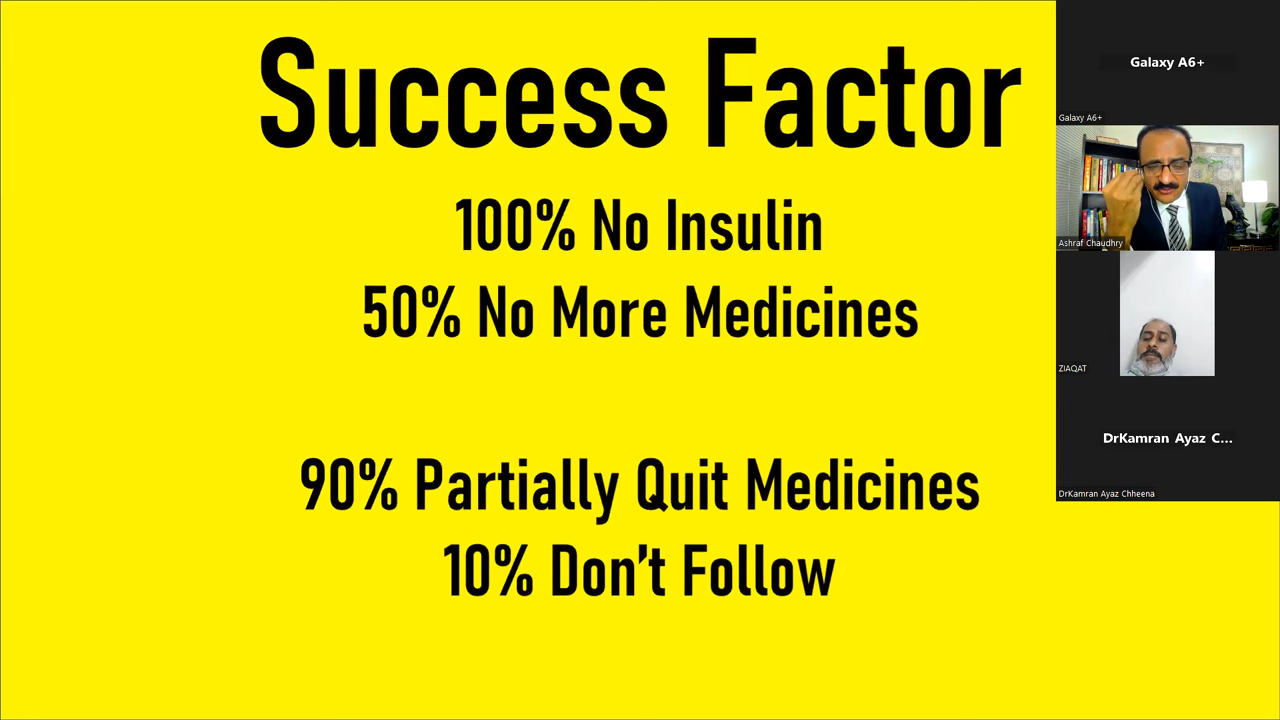 Success Factor
100% No Insulin
50% No More Medicines
90% Partially Quit Medicines
10% Don't Follow
Galaxy A6+
Galaxy A6+
Ashraf Chaudhry
ZIAQAT
DrKamran Ayaz C...
DrKamran Ayaz Chheena